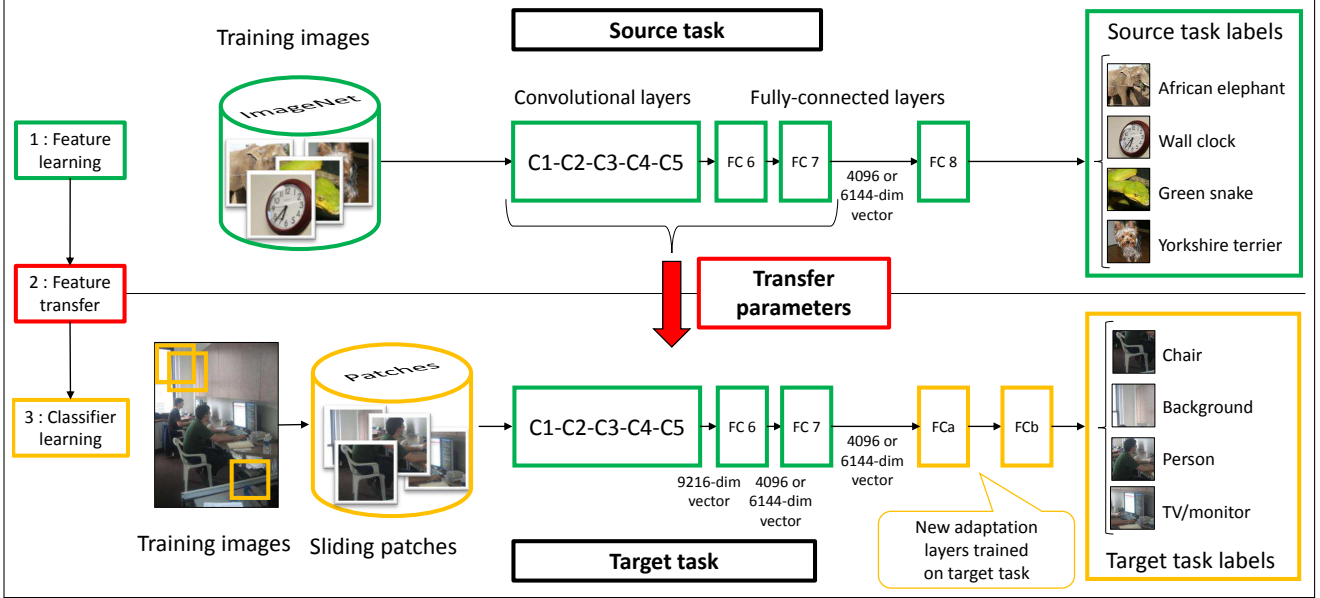 Source task
Training images
ImageNet
Convolutional layers
Fully-connected layers
Source task labels
1 : Feature
learning
C1-C2-C3-C4-C5
FC 6
FC 7
4096 or
6144-dim
vector
FC 8
African elephant
Wall clock
Green snake
Yorkshire terrier
2 : Feature
transfer
Transfer
parameters
3 : Classifier
learning
Training images
Patches
Sliding patches
C1-C2-C3-C4-C5
9216-dim
vector
FC 6
4096 or
6144-dim
vector
FC 7
4096 or
6144-dim
vector
FCa
FCb
New adaptation
layers trained
on target task
Chair
Background
Person
TV/monitor
Target task labels
Target task